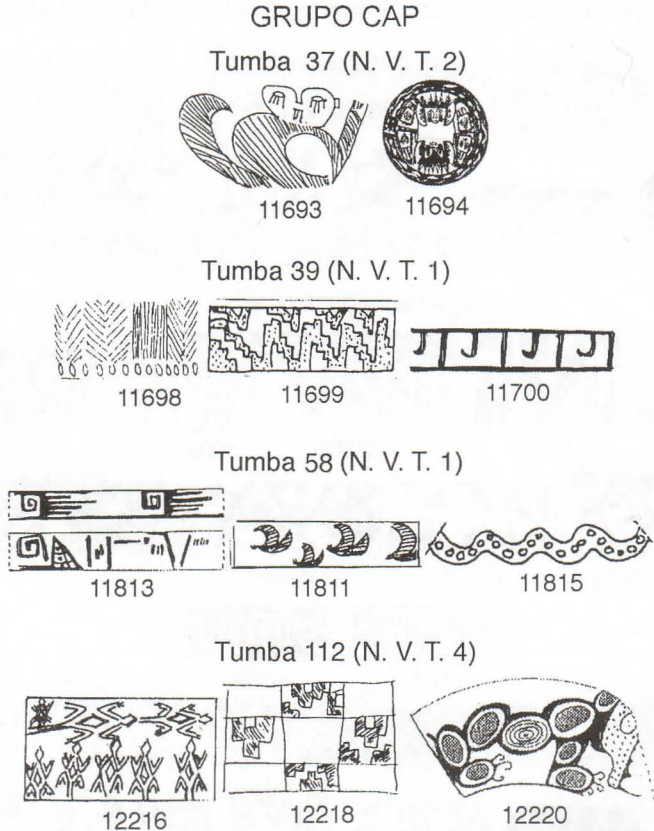 GRUPO CAP
Tumba 37 (N. V. T. 2)
11693 11694
Tumba 39 (N. V. T. 1)
11698 11699 11700
Tumba 58 (N. V. T. 1)
11813 11811 11815
Tumba 112 (N. V. T. 4)
12216 12218 12220